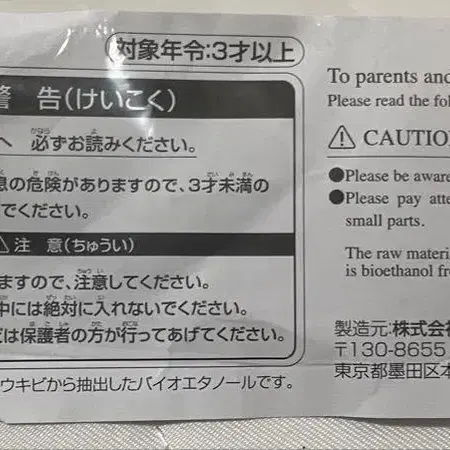 対象年令:3才以上
警 告(けいこく)
へ 必ずお読みください。
息の危険がありますので、3才未満の
でください。
⚠注 意(ちゅうい)
ますので、注意してください。
中には絶対に入れないでください。
は保護者の方が行ってあげてください。
ウキビから抽出したバイオエタノールです。
To parents and
Please read the fol
⚠ CAUTION
●Please be aware
●Please pay atte
small parts.
The raw materi
is bioethanol fr
製造元:株式会社
〒130-8655
東京都墨田区